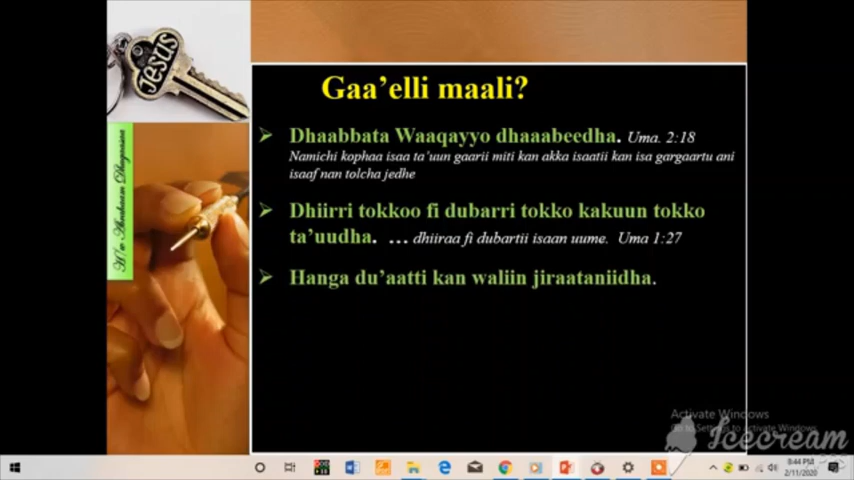 Jesus
Gaa'elli maali?
Dhaabbata Waaqayyo dhaaabeedha. Uma. 2:18
Namichi kophaa isaa ta'uun gaarii miti kan akka isaatii kan isa gargaartu ani
isaaf nan tolcha jedhe
Dhiirri tokkoo fi dubarri tokko kakuun tokko
ta'uudha. … dhiiraa fi dubartii isaan uume. Uma 1:27
Hanga du'aatti kan waliin jiraataniidha.
Activate Windows
Go to Settings to activate Windows.
Icecream
8:44 PM
2/11/2020